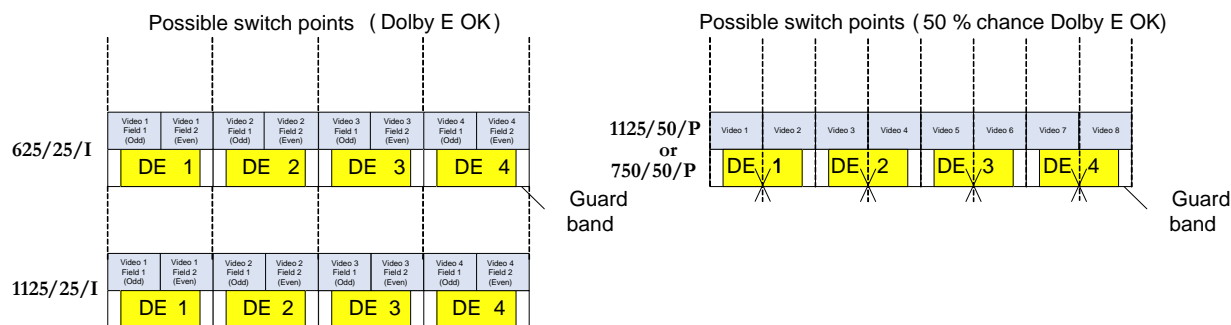 Possible switch points ( Dolby E OK)
625/25/I
Video 1 Field 1 (Odd)
Video 1 Field 2 (Even)
Video 2 Field 1 (Odd)
Video 2 Field 2 (Even)
Video 3 Field 1 (Odd)
Video 3 Field 2 (Even)
Video 4 Field 1 (Odd)
Video 4 Field 2 (Even)
DE 1
DE 2
DE 3
DE 4
Guard
band
1125/25/I
Video 1 Field 1 (Odd)
Video 1 Field 2 (Even)
Video 2 Field 1 (Odd)
Video 2 Field 2 (Even)
Video 3 Field 1 (Odd)
Video 3 Field 2 (Even)
Video 4 Field 1 (Odd)
Video 4 Field 2 (Even)
DE 1
DE 2
DE 3
DE 4
Possible switch points ( 50 % chance Dolby E OK)
1125/50/P
or
750/50/P
Video 1
Video 2
Video 3
Video 4
Video 5
Video 6
Video 7
Video 8
DE 1
DE 2
DE 3
DE 4
Guard
band